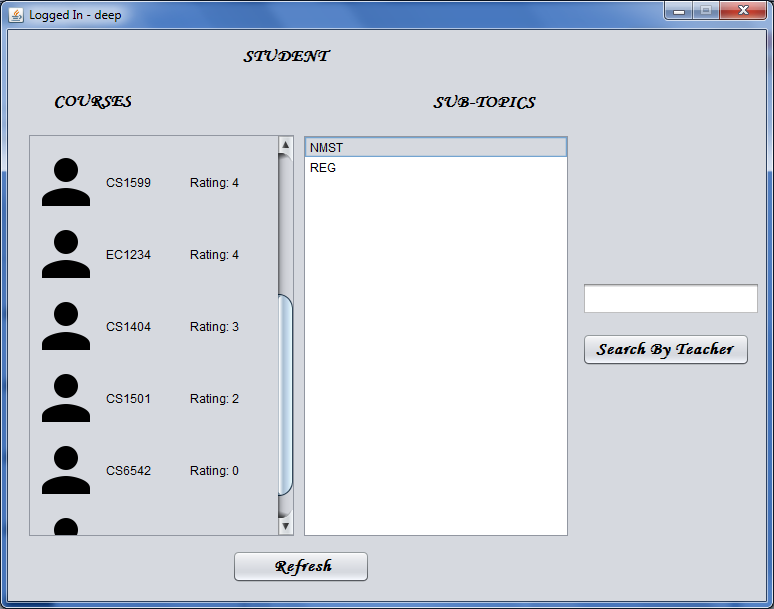 Logged In - deep
STUDENT
COURSES
SUB-TOPICS
CS1599 Rating: 4
EC1234 Rating: 4
CS1404 Rating: 3
CS1501 Rating: 2
CS6542 Rating: 0
NMST
REG
Search By Teacher
Refresh